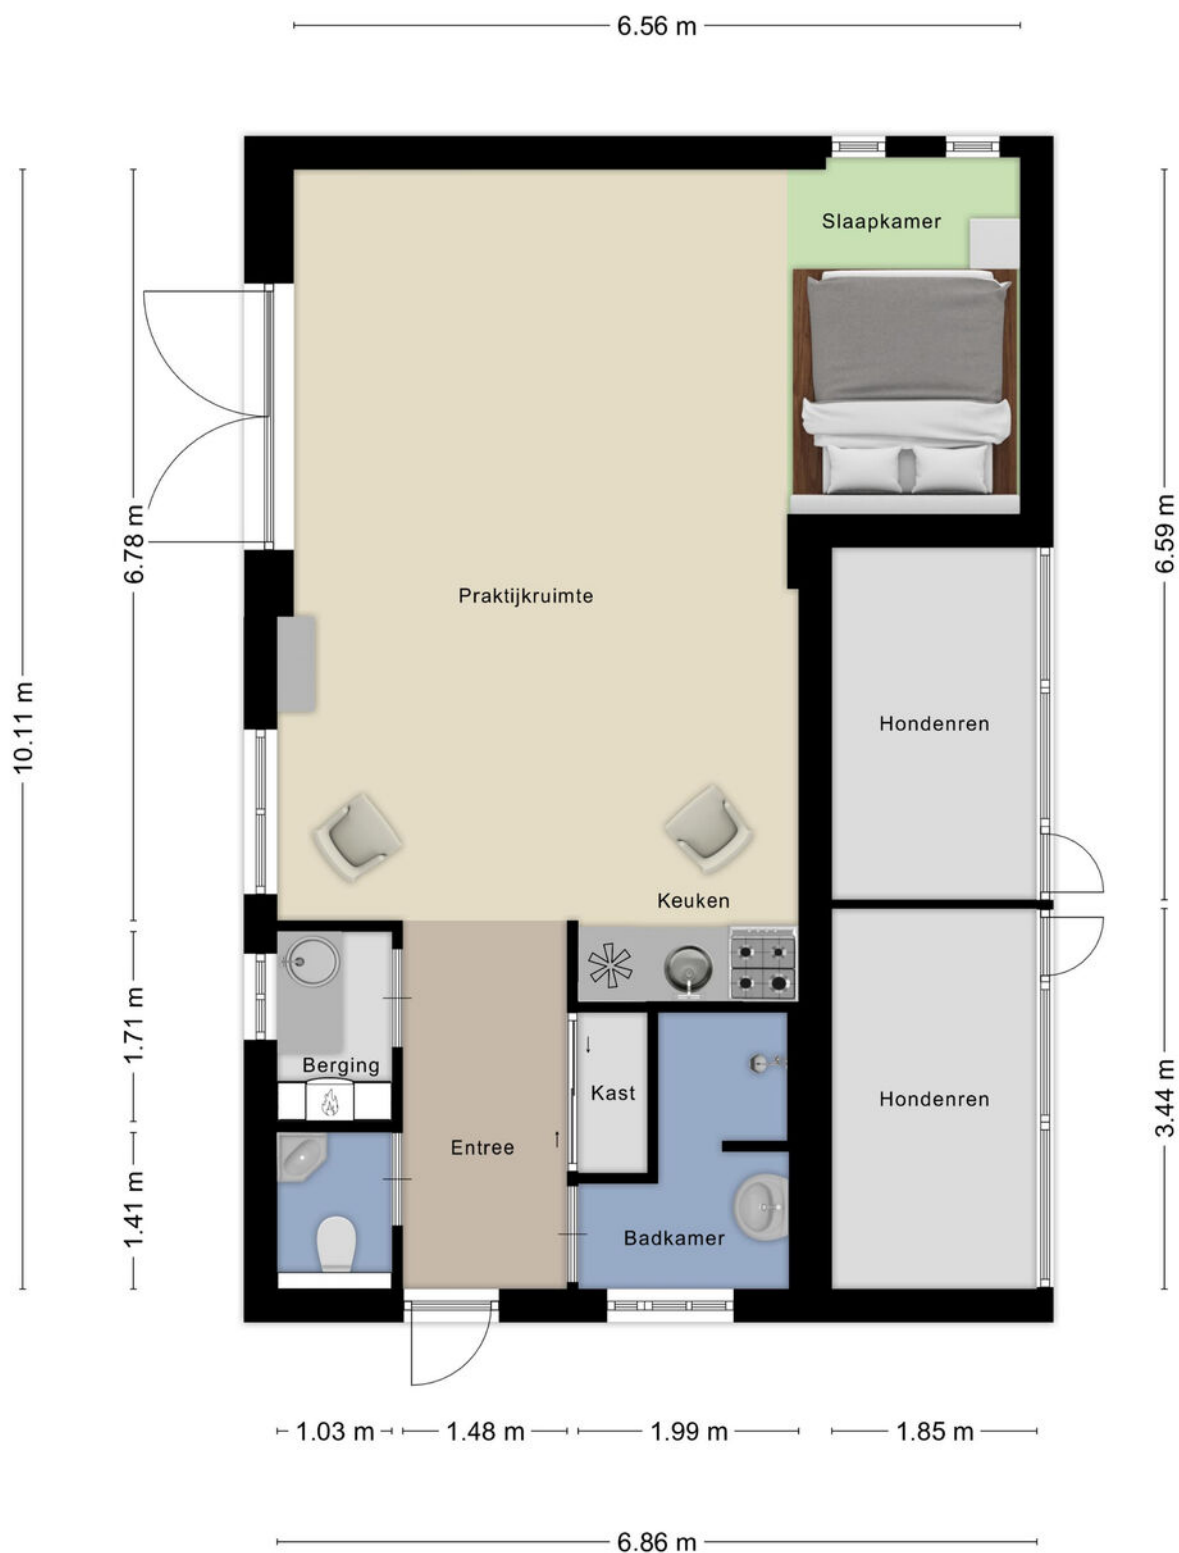 6.56 m
Slaapkamer
6.78 m
6.59 m
Praktijkruimte
10.11 m
Hondenren
Keuken
1.71 m
Berging
Kast
3.44 m
Hondenren
Entree
1.41 m
Badkamer
1.03 m
1.48 m
1.99 m
1.85 m
6.86 m